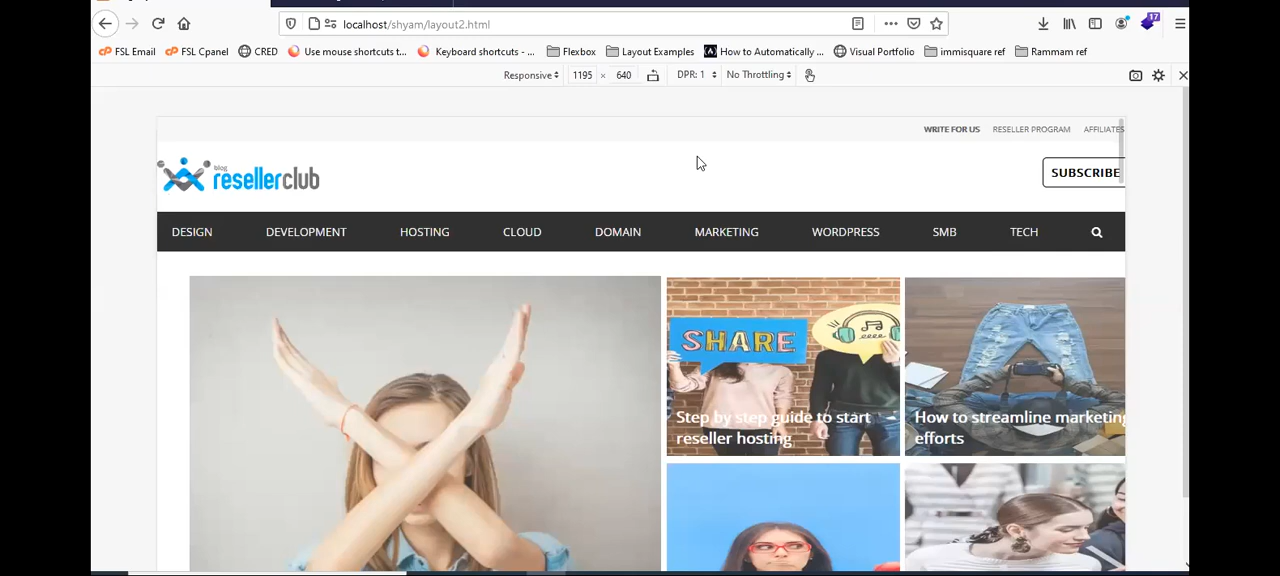 localhost/shyam/layout2.html
17
FSL Email FSL Cpanel CRED Use mouse shortcuts t... Keyboard shortcuts - ... Flexbox Layout Examples How to Automatically ... Visual Portfolio immisquare ref Rammam ref
Responsive 1195 × 640 DPR: 1 No Throttling
WRITE FOR US RESELLER PROGRAM AFFILIATES
blog
resellerclub
SUBSCRIBE
DESIGN DEVELOPMENT HOSTING CLOUD DOMAIN MARKETING WORDPRESS SMB TECH
SHARE
Step by step guide to start
reseller hosting
How to streamline marketing
efforts